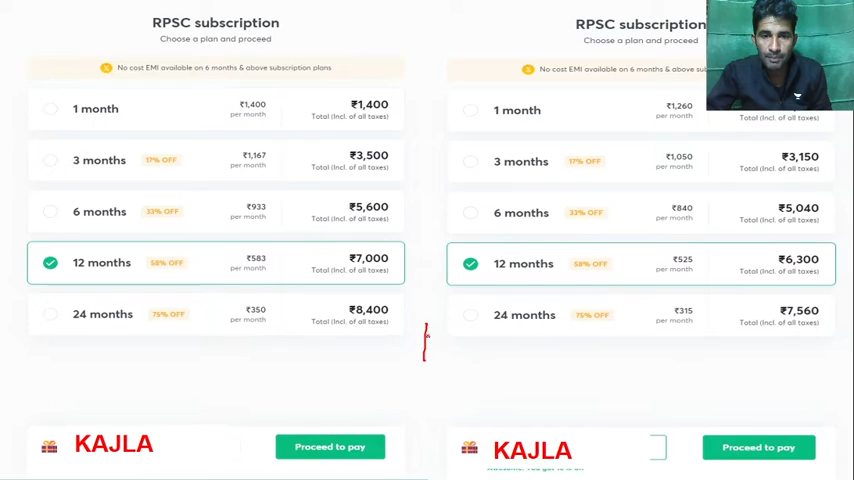 RPSC subscription
Choose a plan and proceed
No cost EMI available on 6 months & above subscription plans
1 month ₹1,400 per month ₹1,400 Total (Incl. of all taxes)
3 months 17% OFF ₹1,167 per month ₹3,500 Total (Incl. of all taxes)
6 months 33% OFF ₹933 per month ₹5,600 Total (Incl. of all taxes)
12 months 58% OFF ₹583 per month ₹7,000 Total (Incl. of all taxes)
24 months 75% OFF ₹350 per month ₹8,400 Total (Incl. of all taxes)
KAJLA Proceed to pay
RPSC subscription
Choose a plan and proceed
No cost EMI available on 6 months & above
1 month ₹1,260 per month Total (Incl. of all taxes)
3 months 17% OFF ₹1,050 per month ₹3,150 Total (Incl. of all taxes)
6 months 33% OFF ₹840 per month ₹5,040 Total (Incl. of all taxes)
12 months 58% OFF ₹525 per month ₹6,300 Total (Incl. of all taxes)
24 months 75% OFF ₹315 per month ₹7,560 Total (Incl. of all taxes)
KAJLA Proceed to pay